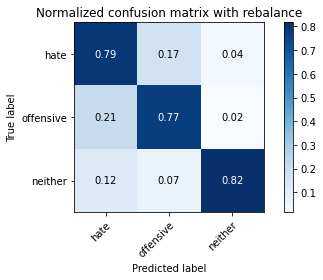 Normalized confusion matrix with rebalance
True label
hate
offensive
neither
0.79 0.17 0.04
0.21 0.77 0.02
0.12 0.07 0.82
hate
offensive
neither
Predicted label
0.8
0.7
0.6
0.5
0.4
0.3
0.2
0.1